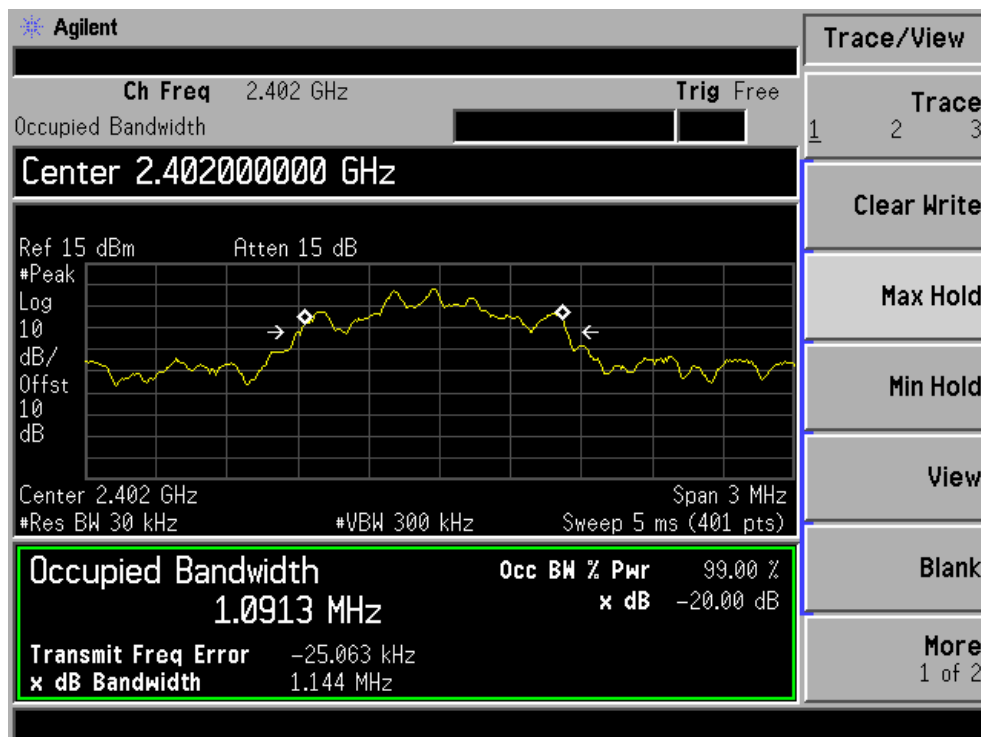 Agilent
Trace/View
Ch Freq 2.402 GHz Trig Free
Occupied Bandwidth
Trace
1 2 3
Center 2.402000000 GHz
Clear Write
Ref 15 dBm Atten 15 dB
#Peak
Log
10
dB/
Offst
10
dB
Max Hold
Min Hold
View
Center 2.402 GHz Span 3 MHz
#Res BW 30 kHz #VBW 300 kHz Sweep 5 ms (401 pts)
Occupied Bandwidth
1.0913 MHz
Occ BW % Pwr 99.00 %
x dB -20.00 dB
Transmit Freq Error -25.063 kHz
x dB Bandwidth 1.144 MHz
Blank
More
1 of 2